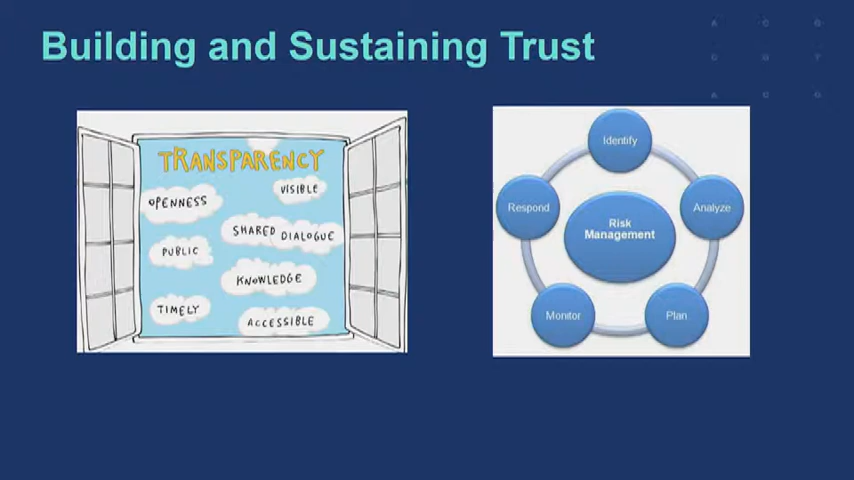 Building and Sustaining Trust
TRANSPARENCY
OPENNESS
VISIBLE
SHARED DIALOGUE
PUBLIC
KNOWLEDGE
TIMELY
ACCESSIBLE
Identify
Respond
Analyze
Risk
Management
Monitor
Plan